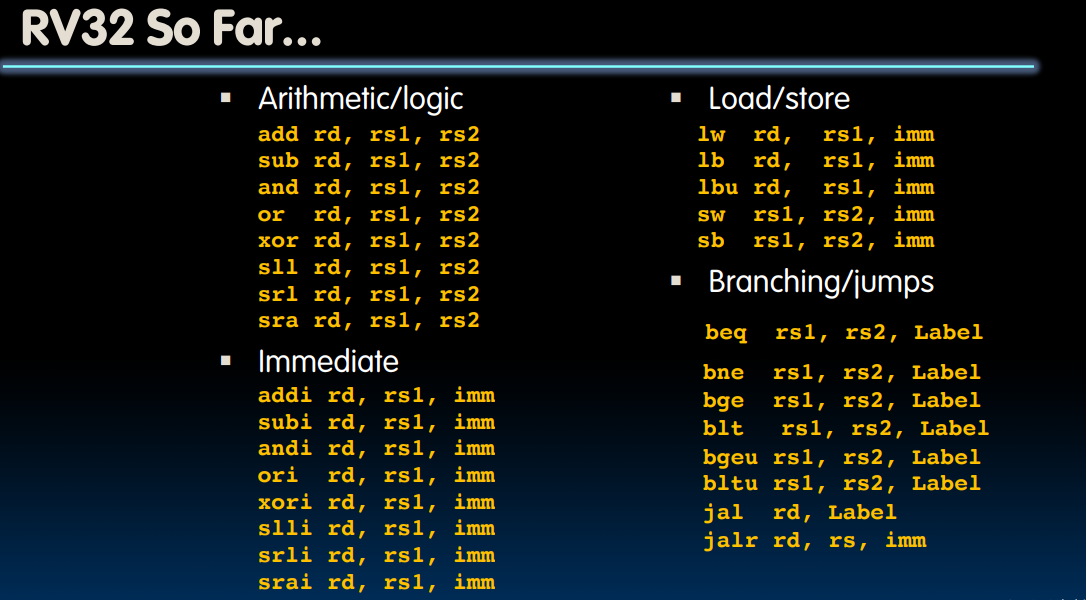 RV32 So Far...
Arithmetic/logic
add rd, rs1, rs2
sub rd, rs1, rs2
and rd, rs1, rs2
or rd, rs1, rs2
xor rd, rs1, rs2
sll rd, rs1, rs2
srl rd, rs1, rs2
sra rd, rs1, rs2
Immediate
addi rd, rs1, imm
subi rd, rs1, imm
andi rd, rs1, imm
ori rd, rs1, imm
xori rd, rs1, imm
slli rd, rs1, imm
srli rd, rs1, imm
srai rd, rs1, imm
Load/store
lw rd, rs1, imm
lb rd, rs1, imm
lbu rd, rs1, imm
sw rs1, rs2, imm
sb rs1, rs2, imm
Branching/jumps
beq rs1, rs2, Label
bne rs1, rs2, Label
bge rs1, rs2, Label
blt rs1, rs2, Label
bgeu rs1, rs2, Label
bltu rs1, rs2, Label
jal rd, Label
jalr rd, rs, imm